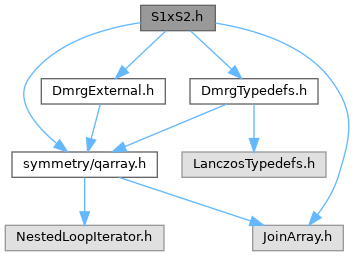 S1xS2.h
DmrgExternal.h
DmrgTypedefs.h
symmetry/qarray.h
LanczosTypedefs.h
NestedLoopIterator.h
JoinArray.h